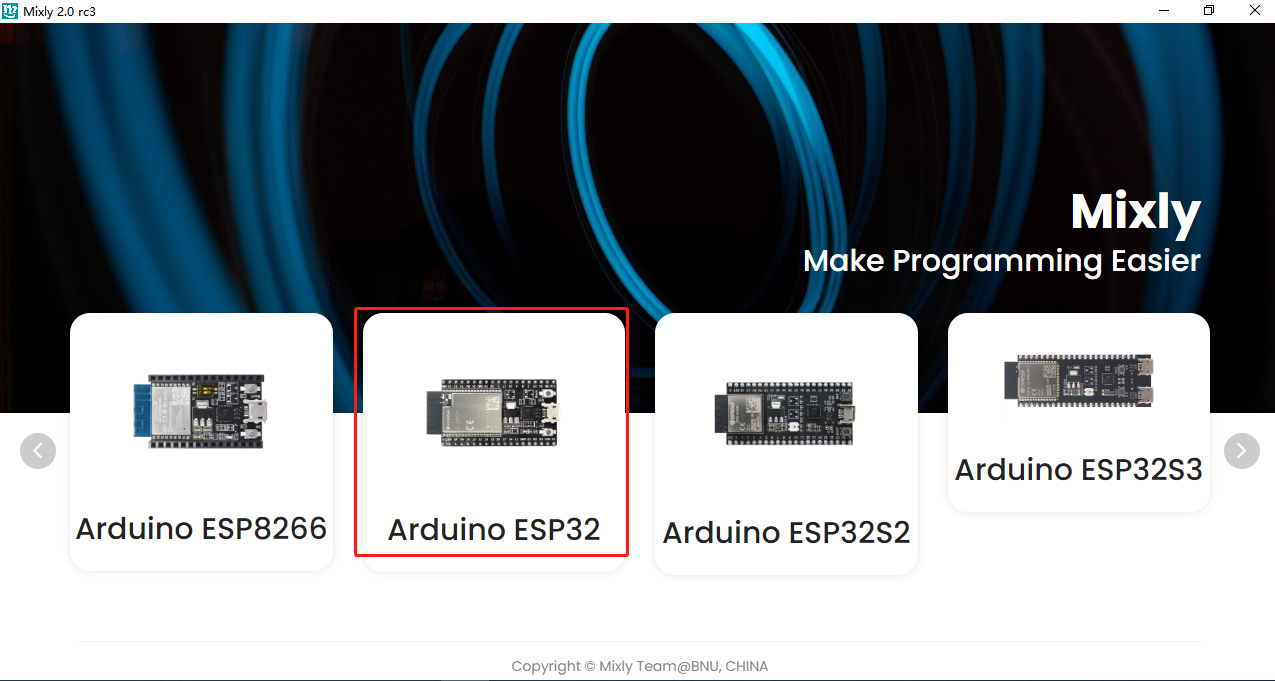 Mixly 2.0 rc3
Mixly
Make Programming Easier
Arduino ESP8266
Arduino ESP32
Arduino ESP32S2
Arduino ESP32S3
Copyright © Mixly Team@BNU, CHINA